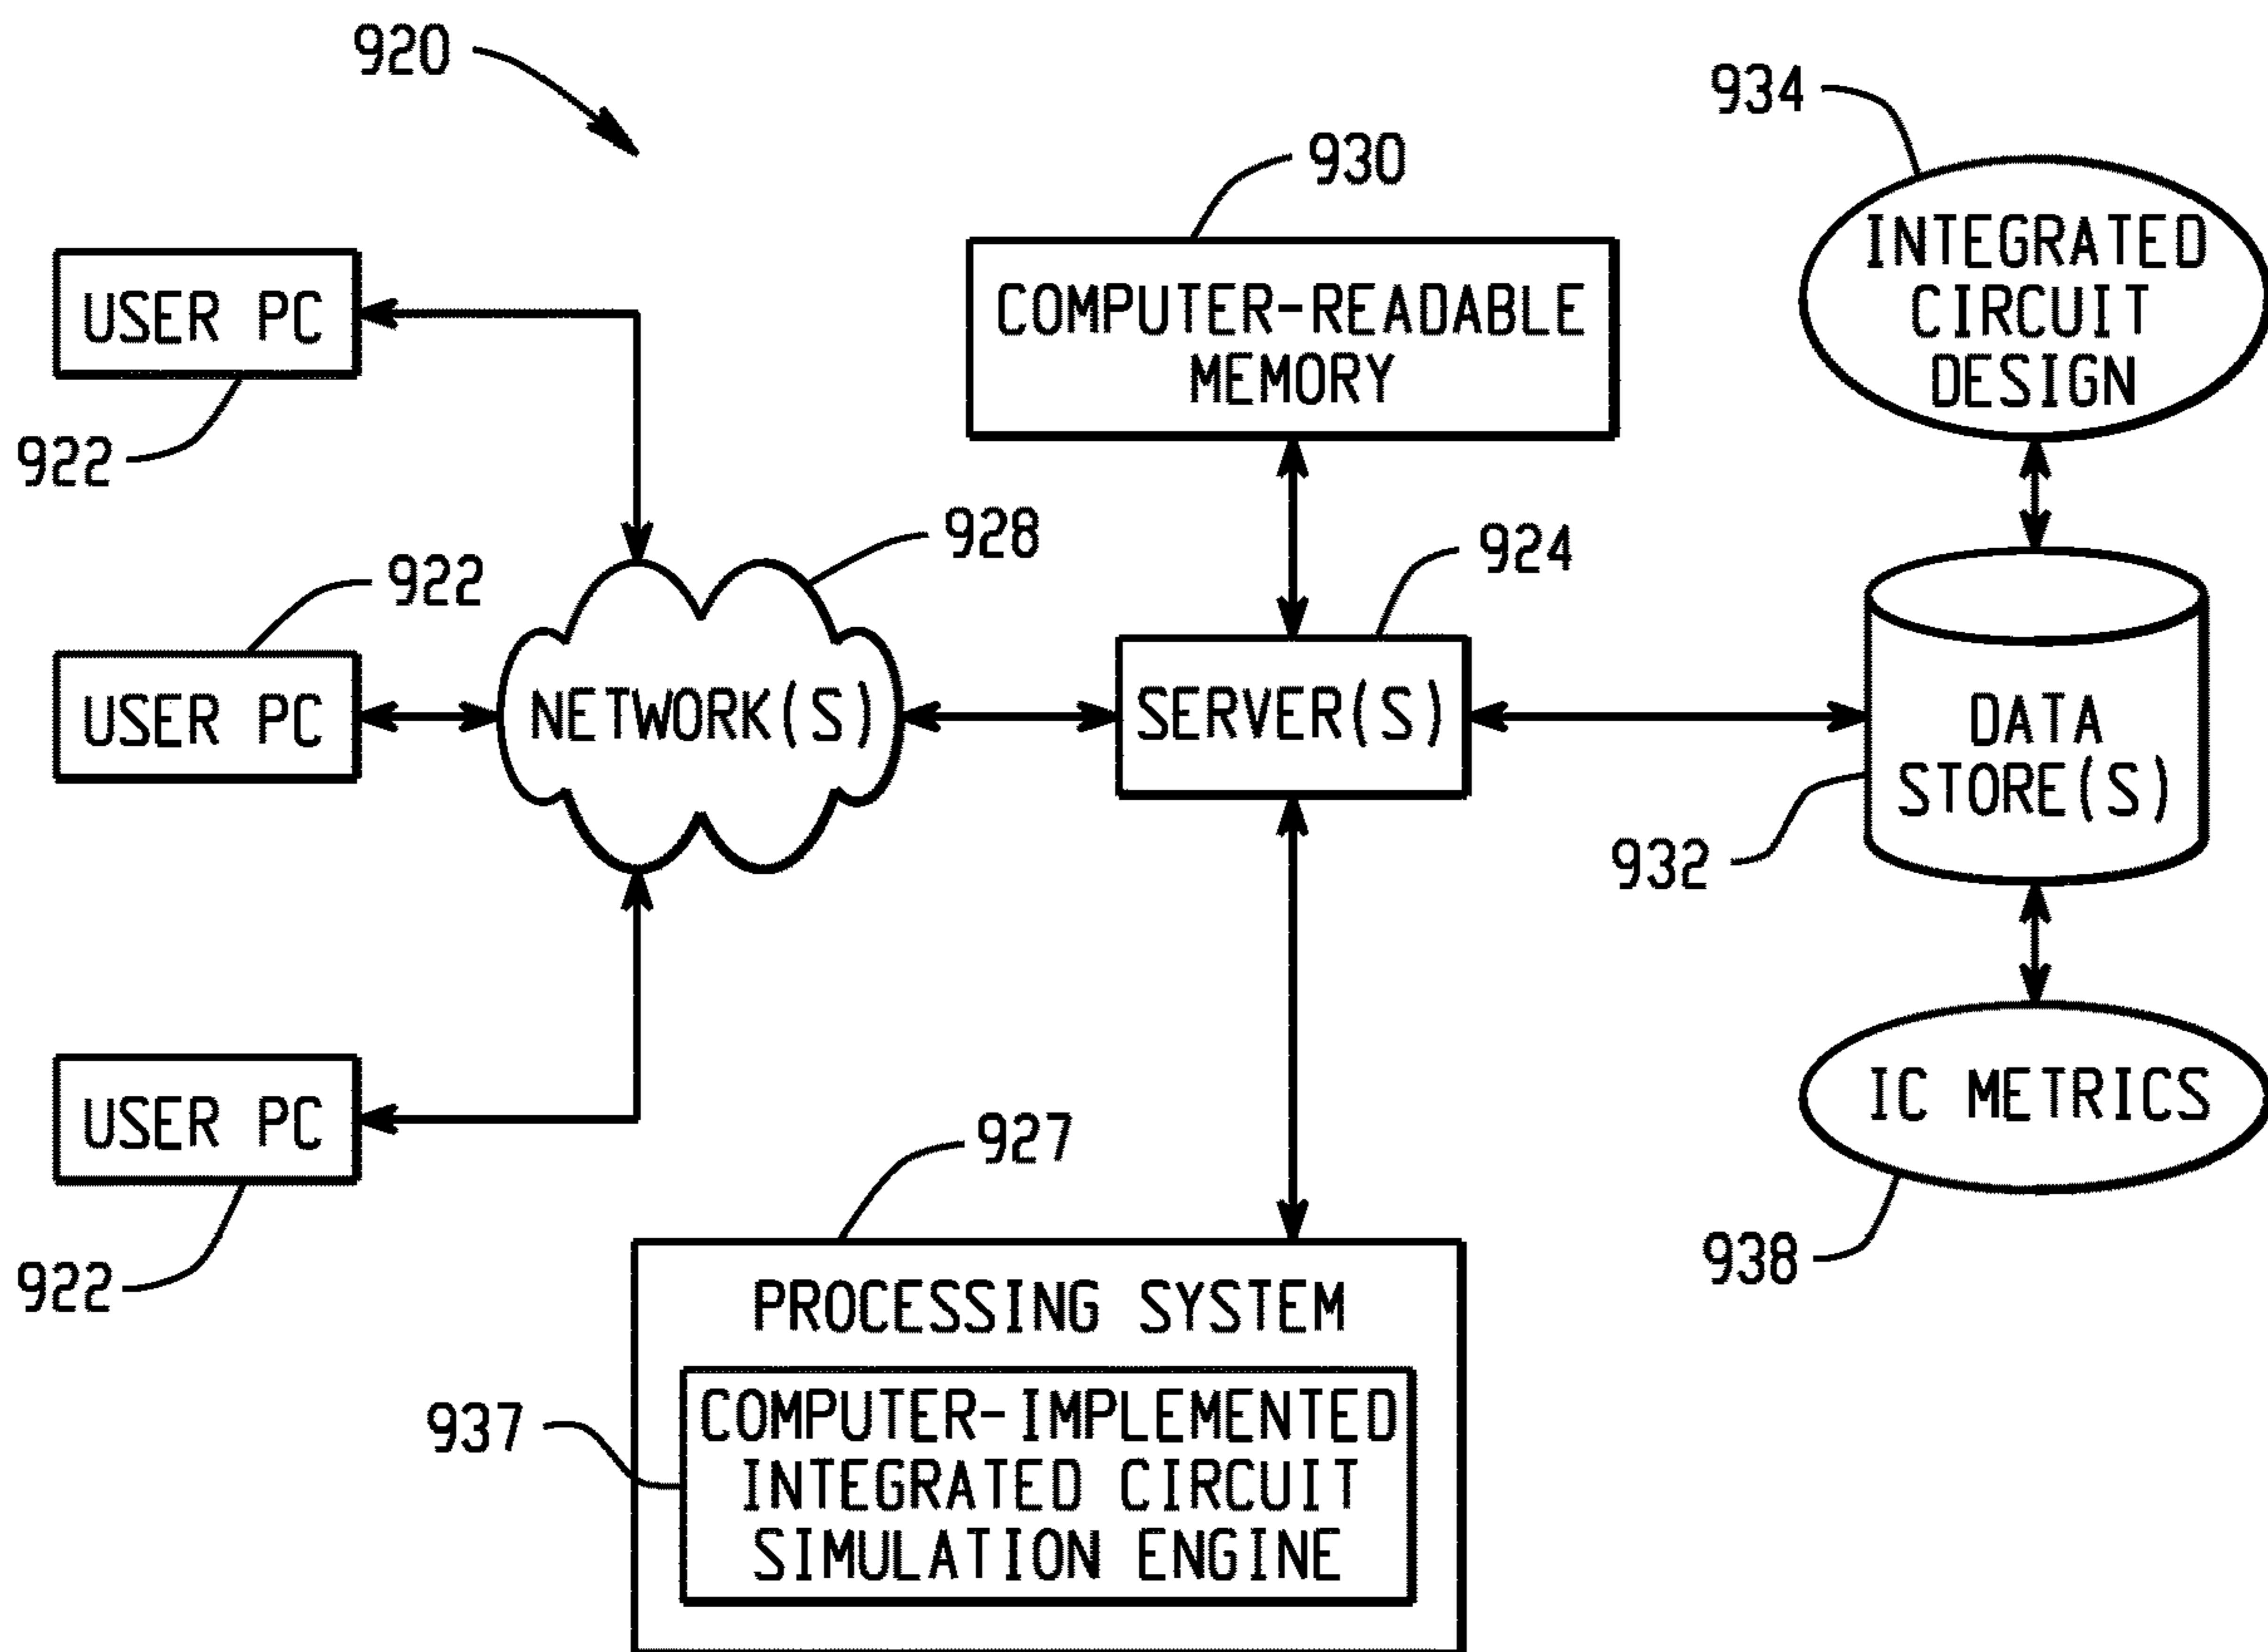 920
934
930
INTEGRATED
CIRCUIT
DESIGN
USER PC
COMPUTER-READABLE
MEMORY
922
928
924
922
USER PC
NETWORK(S)
SERVER(S)
DATA
STORE(S)
932
USER PC
IC METRICS
927
922
938
PROCESSING SYSTEM
937
COMPUTER-IMPLEMENTED
INTEGRATED CIRCUIT
SIMULATION ENGINE